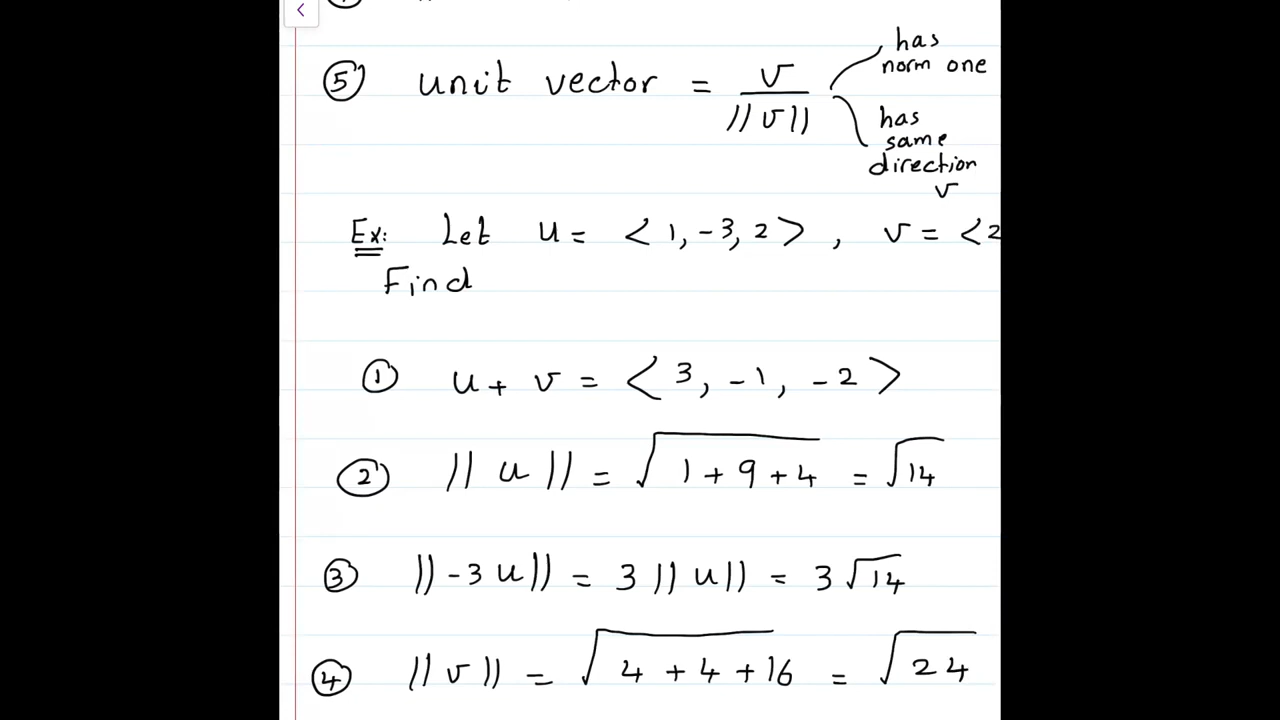 ⑤ unit vector = v / ||v||
has norm one
has same direction v
Ex: Let u = < 1, -3, 2 > , v = < 2
Find
① u + v = < 3, -1, -2 >
② || u || = √(1 + 9 + 4) = √14
③ || -3 u || = 3 || u || = 3 √14
④ || v || = √(4 + 4 + 16) = √24